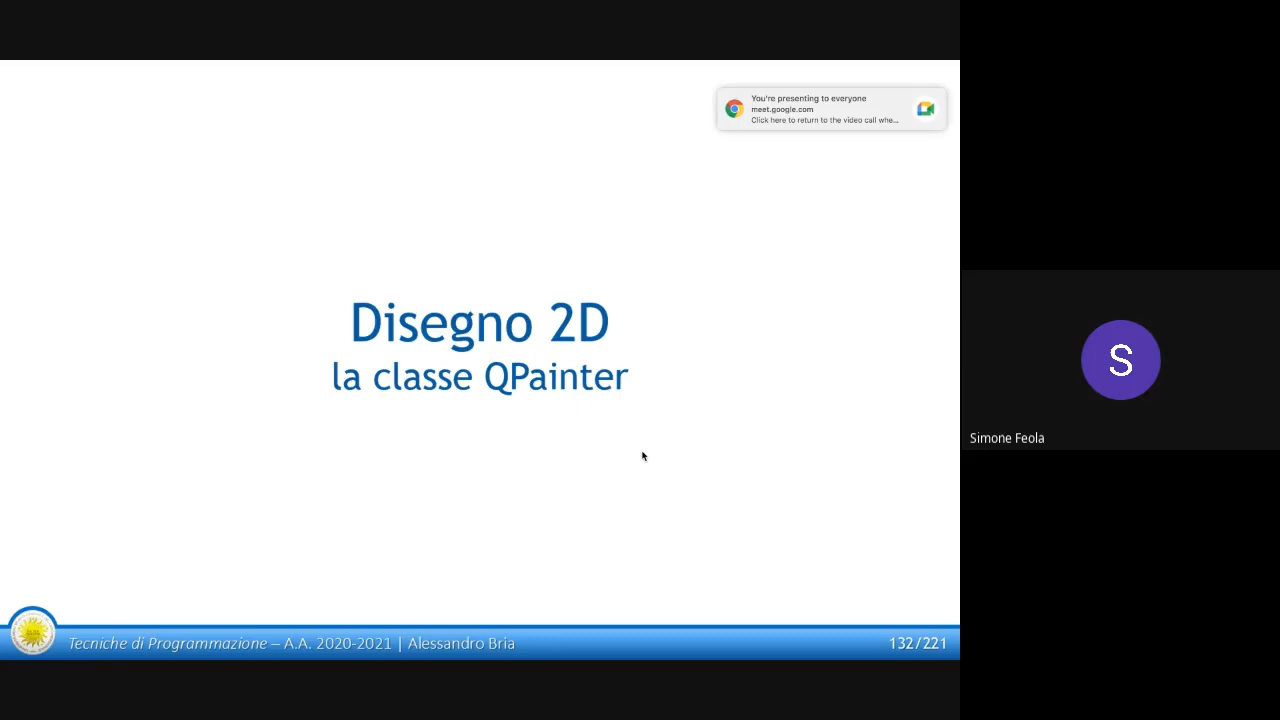 You're presenting to everyone
meet.google.com
Click here to return to the video call whe...
Disegno 2D
la classe QPainter
S
Simone Feola
Tecniche di Programmazione – A.A. 2020-2021 | Alessandro Bria
132/221